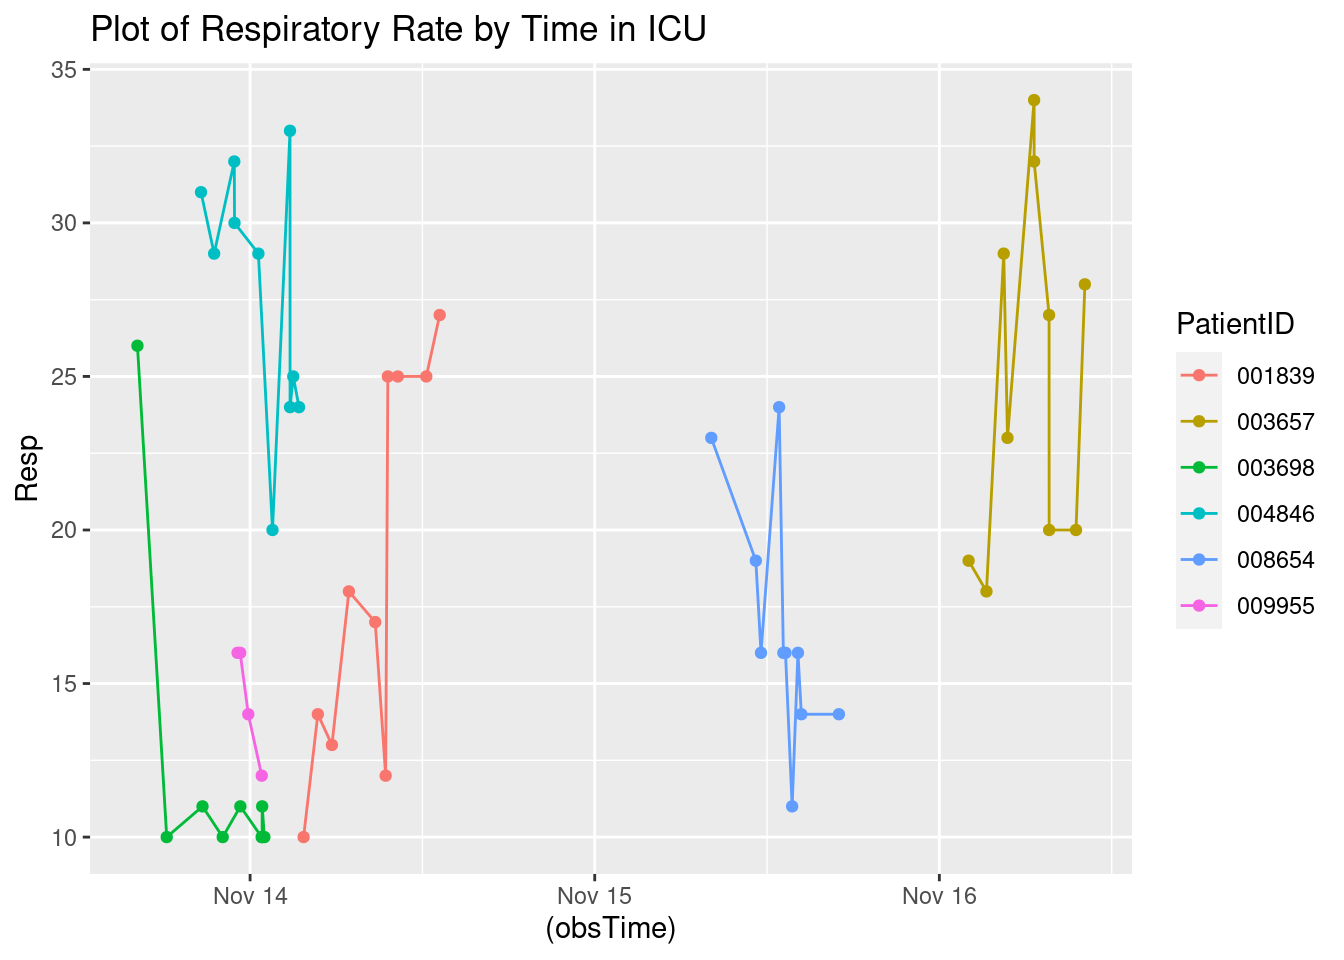 Plot of Respiratory Rate by Time in ICU
35
30
25
20
15
10
Resp
Nov 14
Nov 15
Nov 16
(obsTime)
PatientID
001839
003657
003698
004846
008654
009955